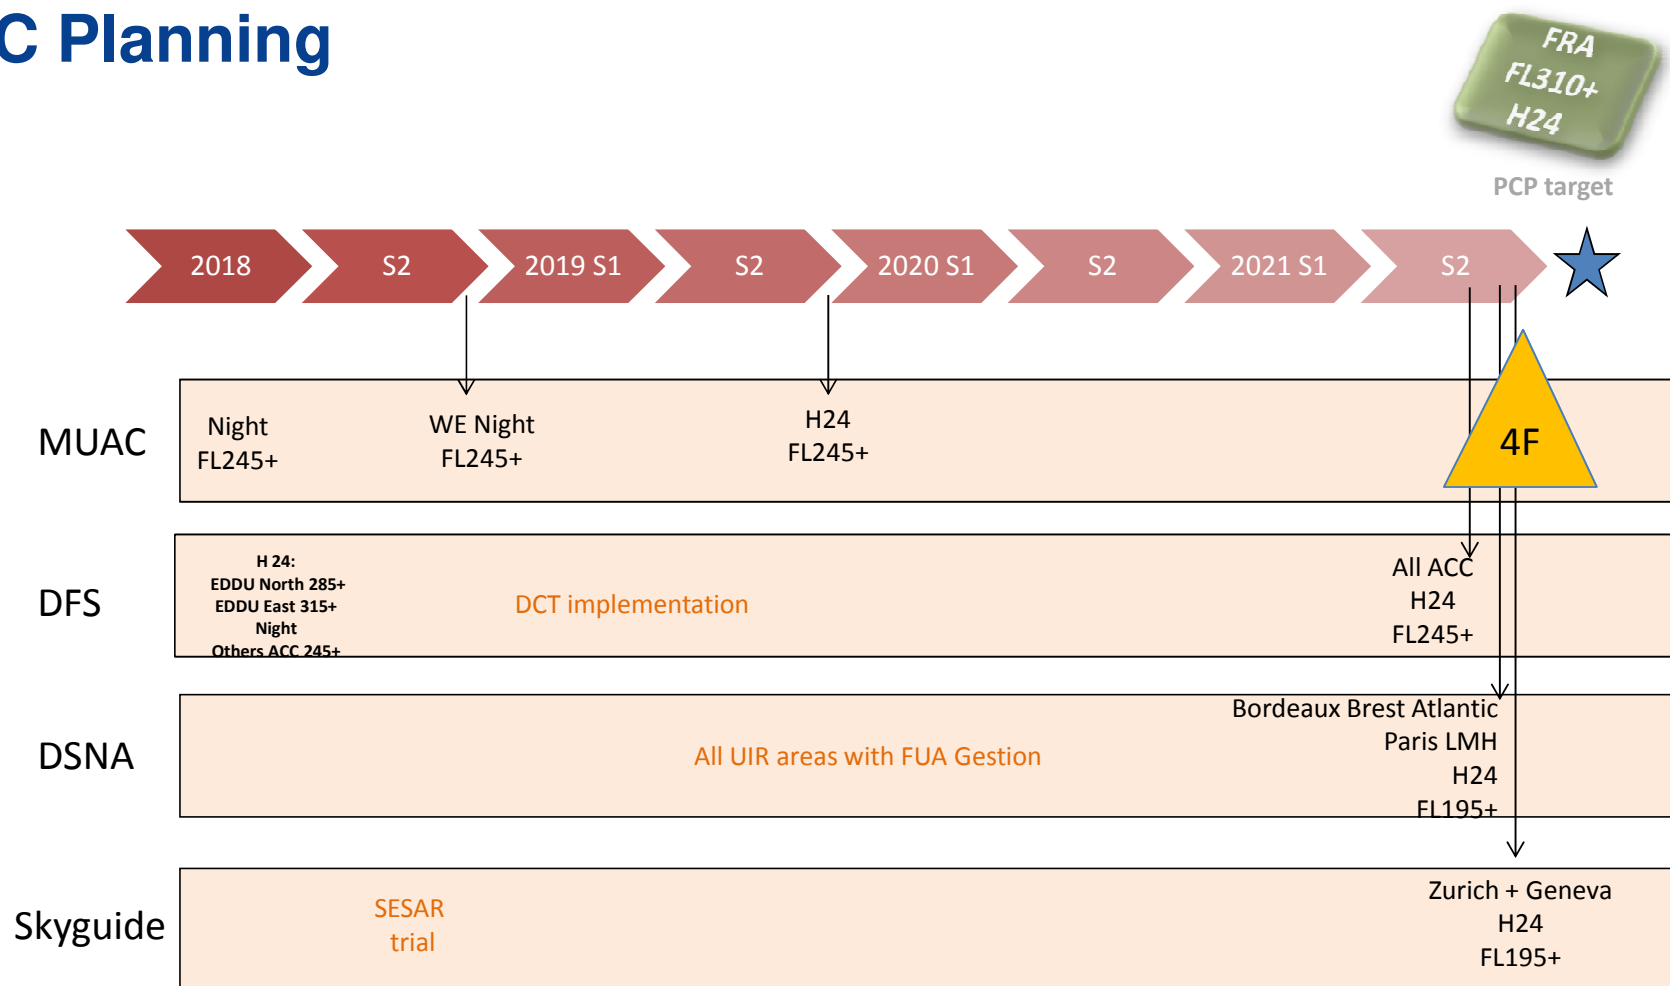 C Planning
FRA
FL310+
H24
PCP target
2018
S2
2019 S1
S2
2020 S1
S2
2021 S1
S2
MUAC
Night
FL245+
WE Night
FL245+
H24
FL245+
4F
DFS
H 24:
EDDU North 285+
EDDU East 315+
Night
Others ACC 245+
DCT implementation
All ACC
H24
FL245+
DSNA
All UIR areas with FUA Gestion
Bordeaux Brest Atlantic
Paris LMH
H24
FL195+
Skyguide
SESAR
trial
Zurich + Geneva
H24
FL195+